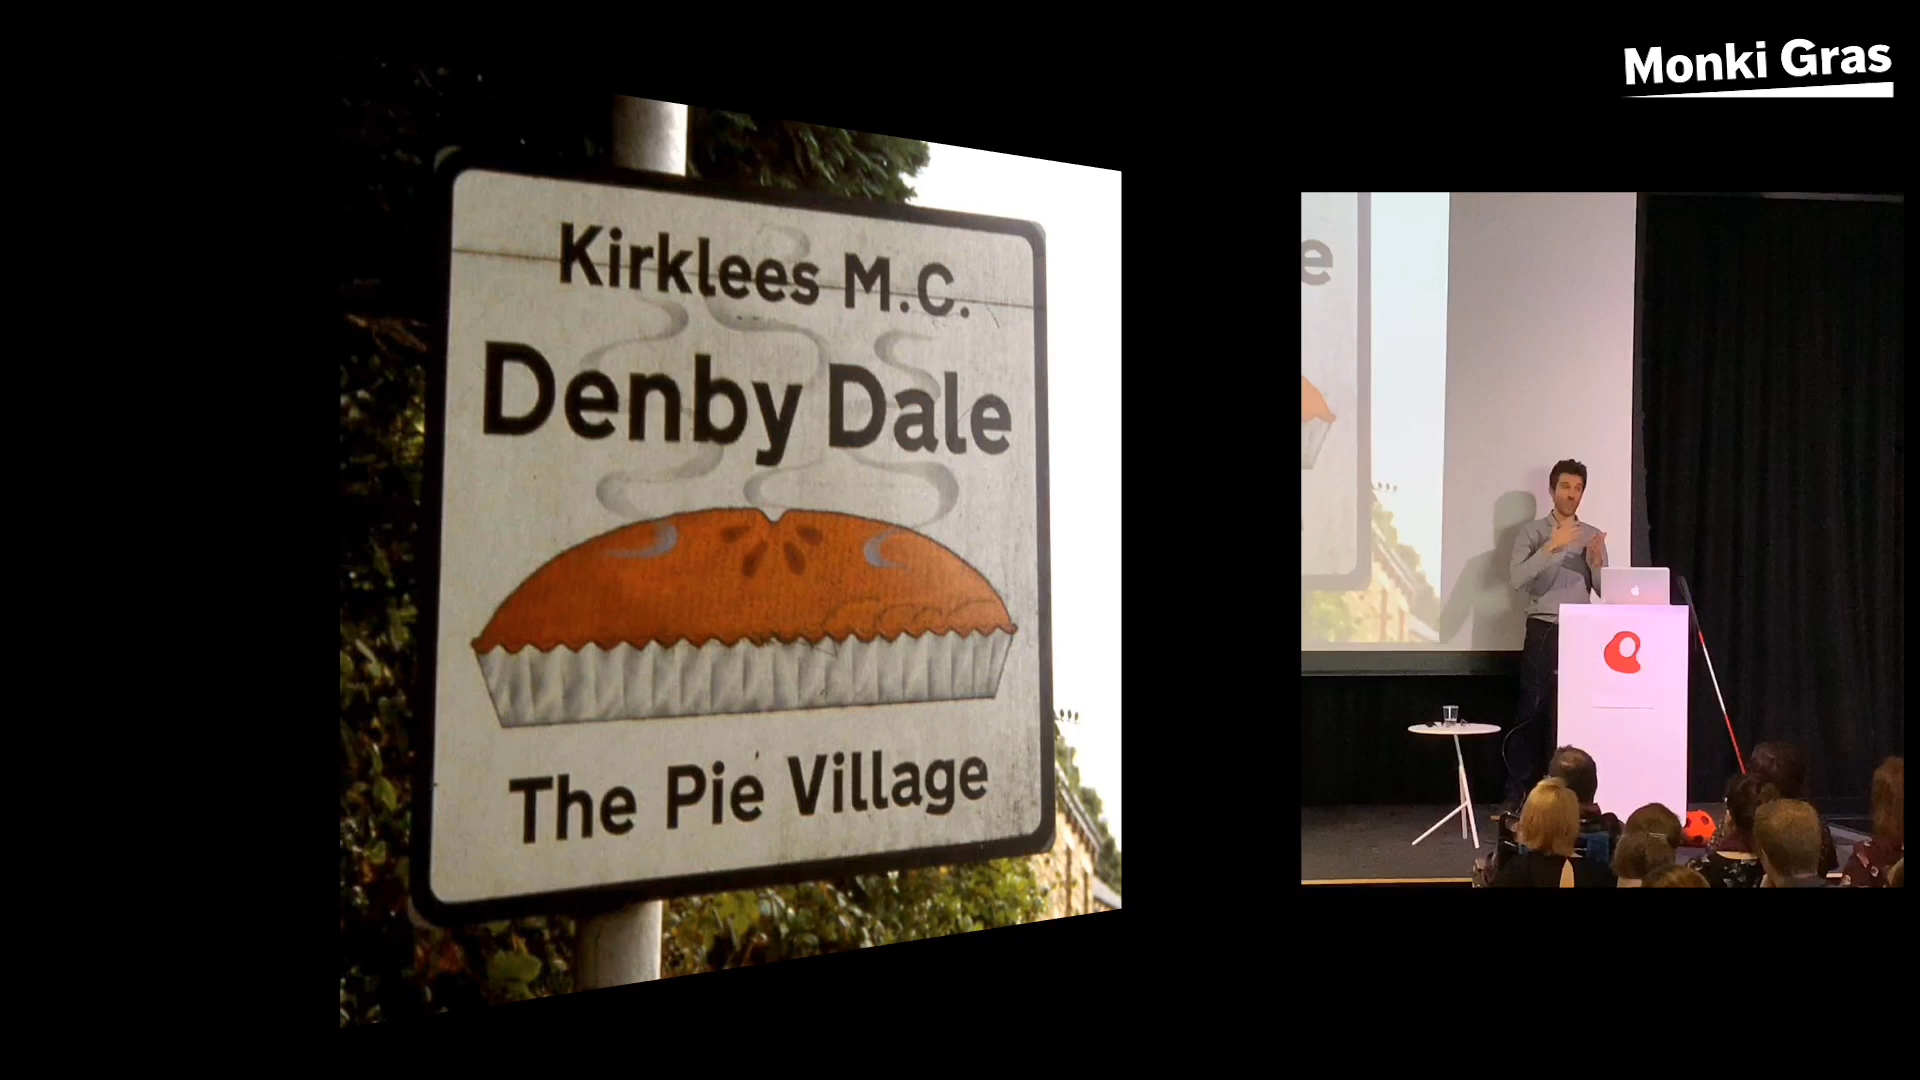 Monki Gras
Kirklees M.C.
Denby Dale
The Pie Village
e